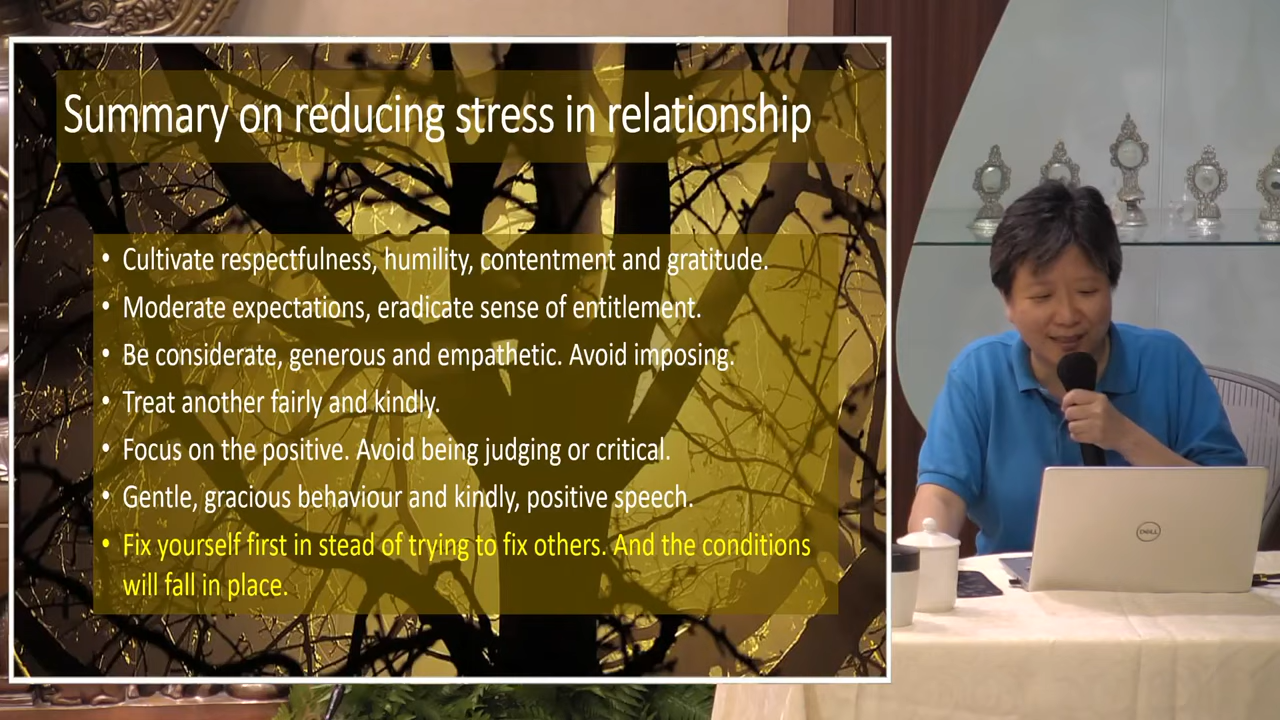 Summary on reducing stress in relationship
• Cultivate respectfulness, humility, contentment and gratitude.
• Moderate expectations, eradicate sense of entitlement.
• Be considerate, generous and empathetic. Avoid imposing.
• Treat another fairly and kindly.
• Focus on the positive. Avoid being judging or critical.
• Gentle, gracious behaviour and kindly, positive speech.
• Fix yourself first in stead of trying to fix others. And the conditions
will fall in place.
DELL